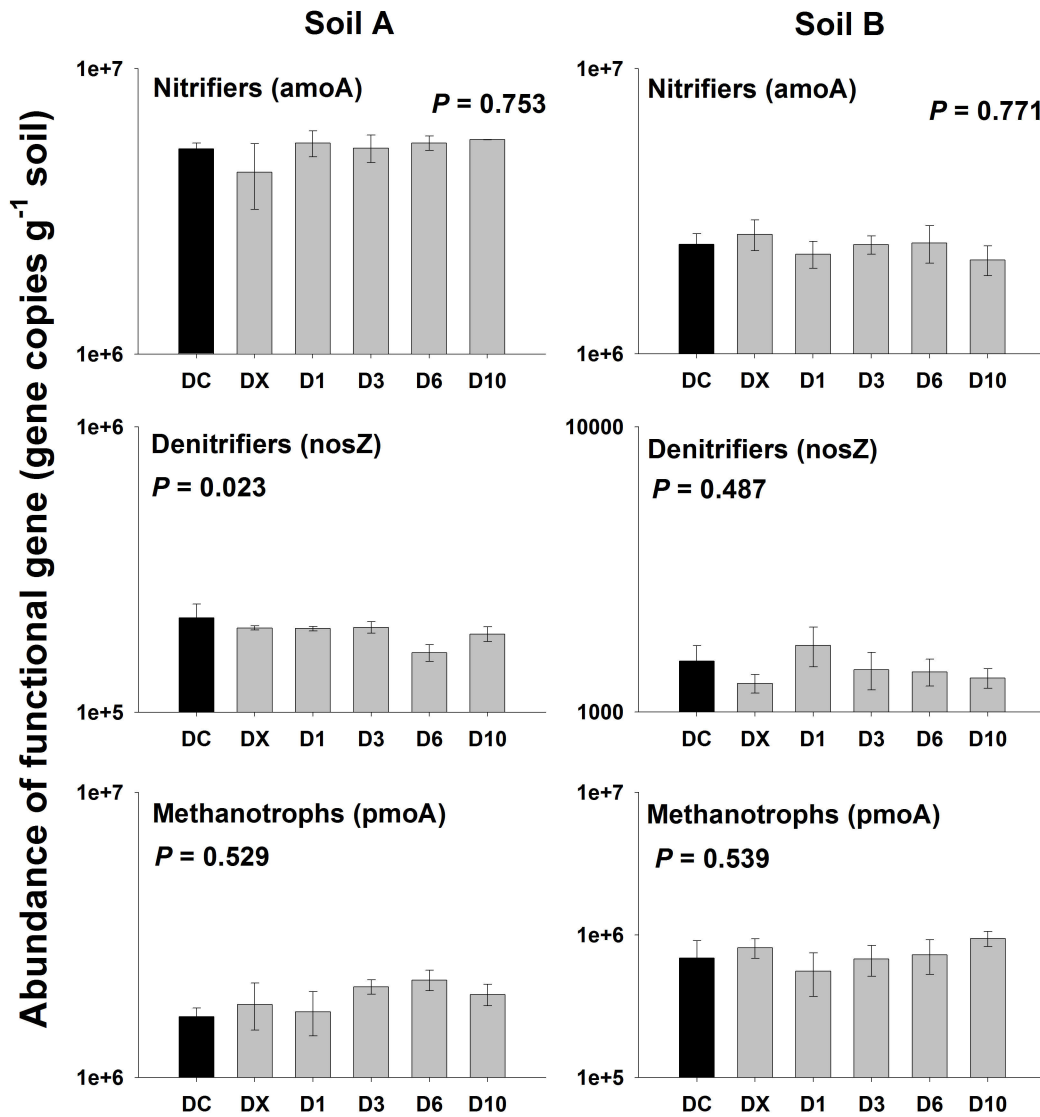 Soil A
Soil B
Abundance of functional gene (gene copies g-1 soil)
1e+7
Nitrifiers (amoA)
P = 0.753
1e+6
DC DX D1 D3 D6 D10
1e+7
Nitrifiers (amoA)
P = 0.771
1e+6
DC DX D1 D3 D6 D10
1e+6
Denitrifiers (nosZ)
P = 0.023
1e+5
DC DX D1 D3 D6 D10
10000
Denitrifiers (nosZ)
P = 0.487
1000
DC DX D1 D3 D6 D10
1e+7
Methanotrophs (pmoA)
P = 0.529
1e+6
DC DX D1 D3 D6 D10
1e+7
Methanotrophs (pmoA)
P = 0.539
1e+6
1e+5
DC DX D1 D3 D6 D10